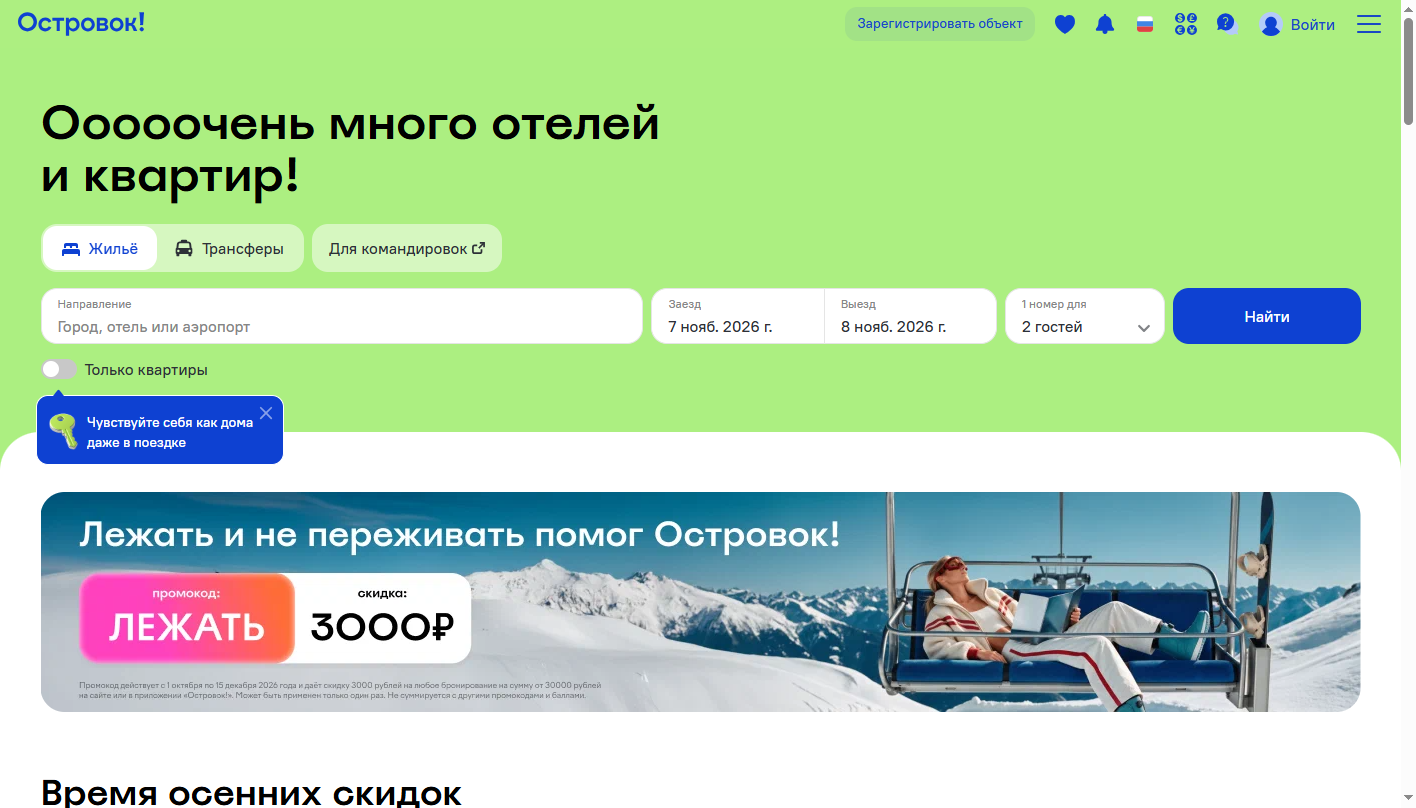 Островок!
Зарегистрировать объект
Войти
Ооооочень много отелей
и квартир!
Жильё
Трансферы
Для командировок
Направление
Город, отель или аэропорт
Заезд
7 нояб. 2026 г.
Выезд
8 нояб. 2026 г.
1 номер для
2 гостей
Найти
Только квартиры
Чувствуйте себя как дома
даже в поездке
Лежать и не переживать помог Островок!
промокод:
ЛЕЖАТЬ
скидка:
3000₽
Промокод действует с 1 октября по 15 декабря 2026 года и даёт скидку 3000 рублей на любое бронирование на сумму от 30000 рублей
на сайте или в приложении «Островок!». Может быть применен только один раз. Не суммируется с другими промокодами и баллами.
Время осенних скидок